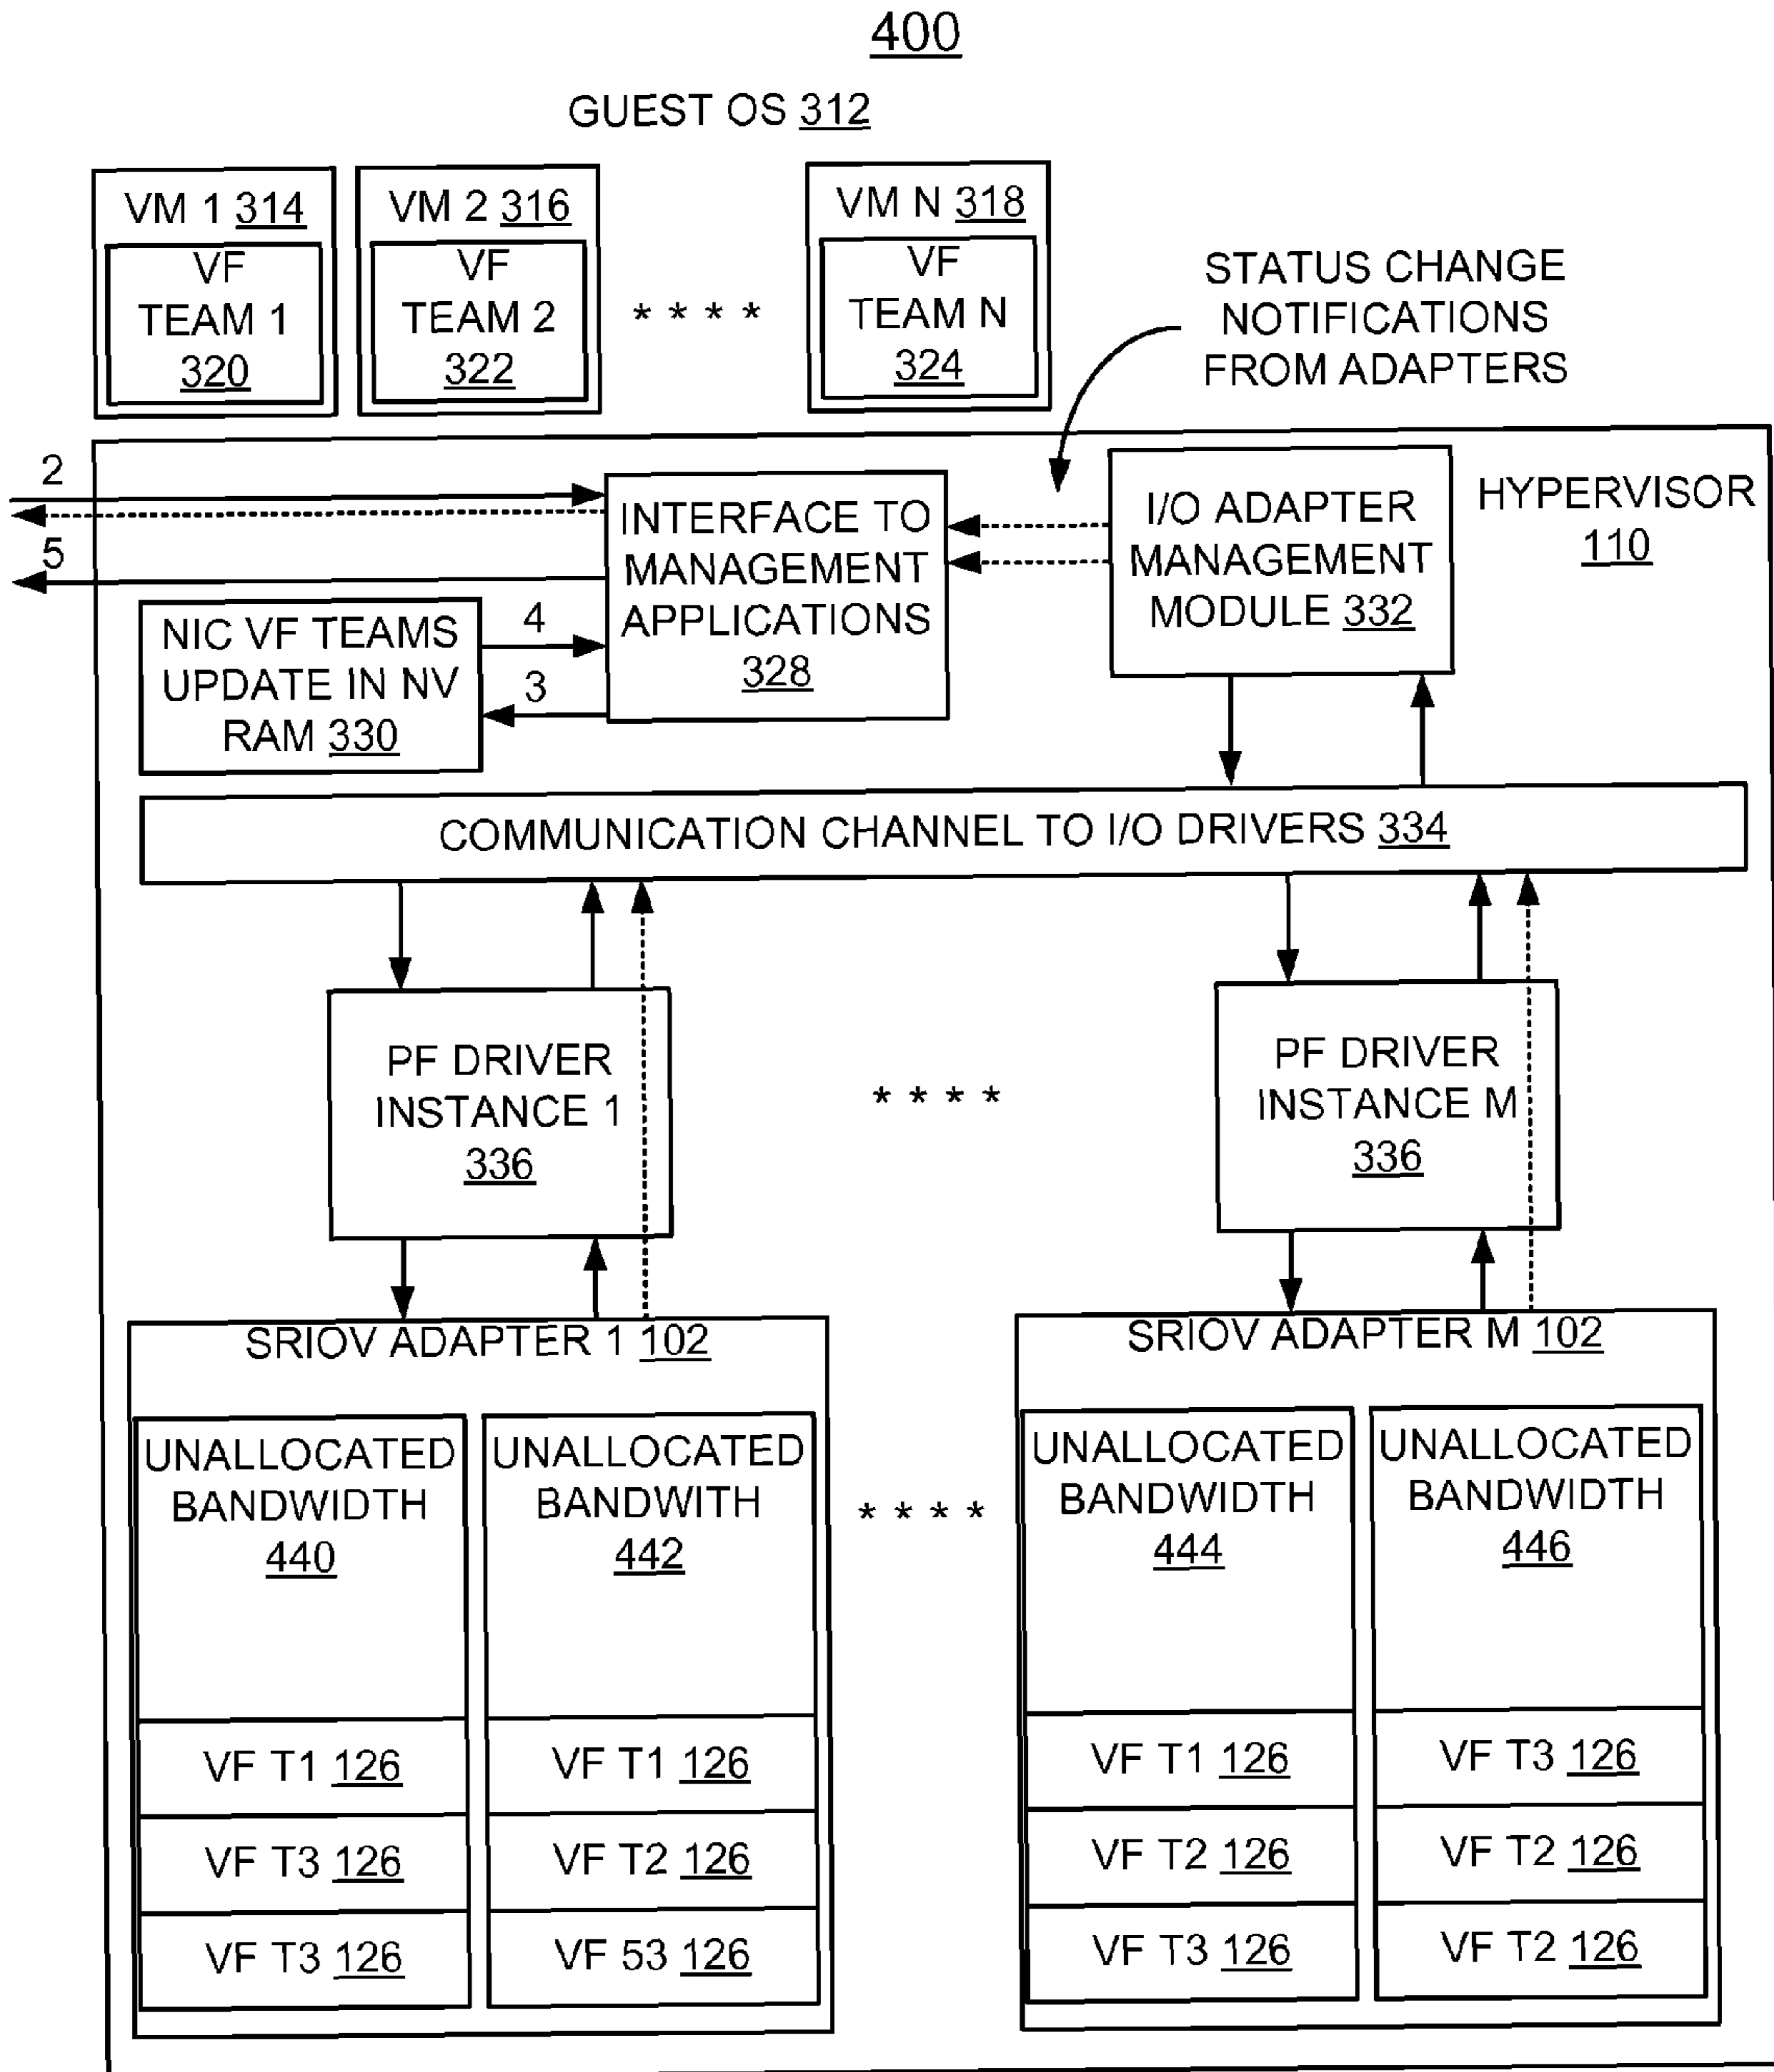 400
GUEST OS 312
VM 1 314
VF
TEAM 1
320
VM 2 316
VF
TEAM 2
322
* * * *
VM N 318
VF
TEAM N
324
STATUS CHANGE
NOTIFICATIONS
FROM ADAPTERS
2
5
INTERFACE TO
MANAGEMENT
APPLICATIONS
328
I/O ADAPTER
MANAGEMENT
MODULE 332
HYPERVISOR
110
NIC VF TEAMS
UPDATE IN NV
RAM 330
4
3
COMMUNICATION CHANNEL TO I/O DRIVERS 334
PF DRIVER
INSTANCE 1
336
* * * *
PF DRIVER
INSTANCE M
336
SRIOV ADAPTER 1 102
UNALLOCATED
BANDWIDTH
440
VF T1 126
VF T3 126
VF T3 126
UNALLOCATED
BANDWITH
442
VF T1 126
VF T2 126
VF 53 126
* * * *
SRIOV ADAPTER M 102
UNALLOCATED
BANDWIDTH
444
VF T1 126
VF T2 126
VF T3 126
UNALLOCATED
BANDWIDTH
446
VF T3 126
VF T2 126
VF T2 126